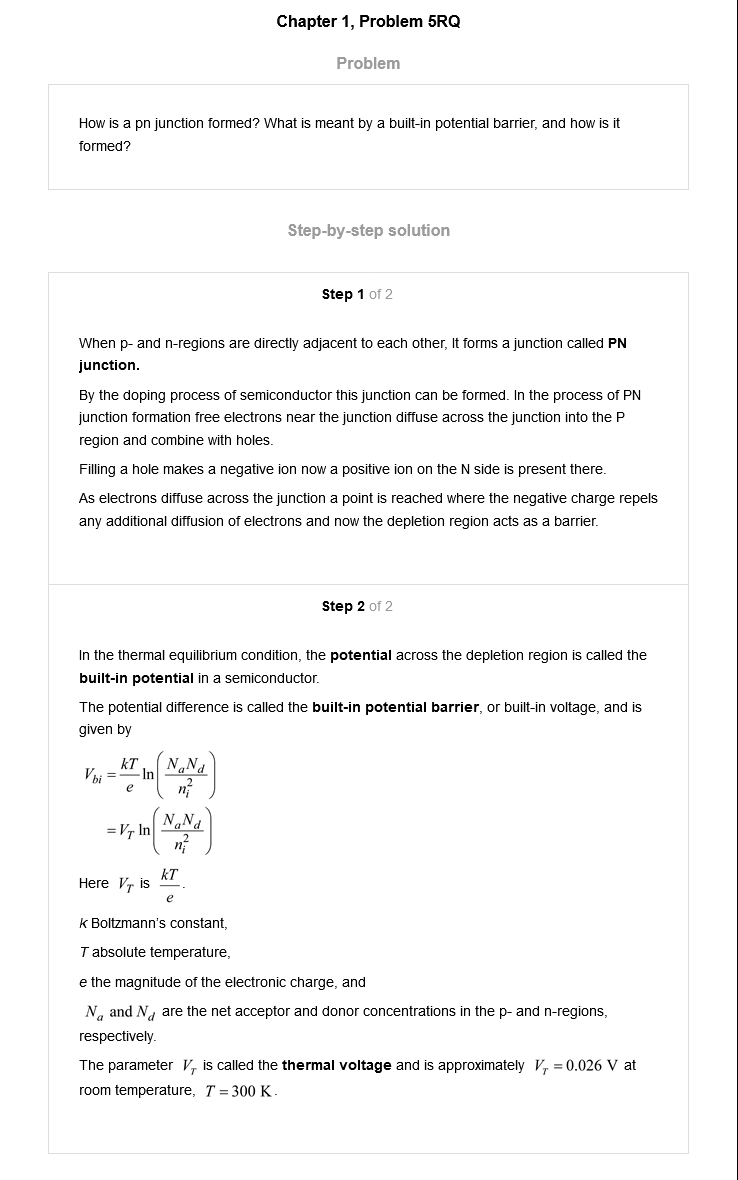 Chapter 1, Problem 5RQ
Problem
How is a pn junction formed? What is meant by a built-in potential barrier, and how is it
formed?
Step-by-step solution
Step 1 of 2
When p- and n-regions are directly adjacent to each other, It forms a junction called PN
junction.
By the doping process of semiconductor this junction can be formed. In the process of PN
junction formation free electrons near the junction diffuse across the junction into the P
region and combine with holes.
Filling a hole makes a negative ion now a positive ion on the N side is present there.
As electrons diffuse across the junction a point is reached where the negative charge repels
any additional diffusion of electrons and now the depletion region acts as a barrier.
Step 2 of 2
In the thermal equilibrium condition, the potential across the depletion region is called the
built-in potential in a semiconductor.
The potential difference is called the built-in potential barrier, or built-in voltage, and is
given by
V_{bi} = \frac{kT}{e} \ln\left(\frac{N_a N_d}{n_i^2}\right)
= V_T \ln\left(\frac{N_a N_d}{n_i^2}\right)
Here V_T is \frac{kT}{e}.
k Boltzmann's constant,
T absolute temperature,
e the magnitude of the electronic charge, and
N_a and N_d are the net acceptor and donor concentrations in the p- and n-regions,
respectively.
The parameter V_T is called the thermal voltage and is approximately V_T = 0.026 V at
room temperature, T = 300 K.